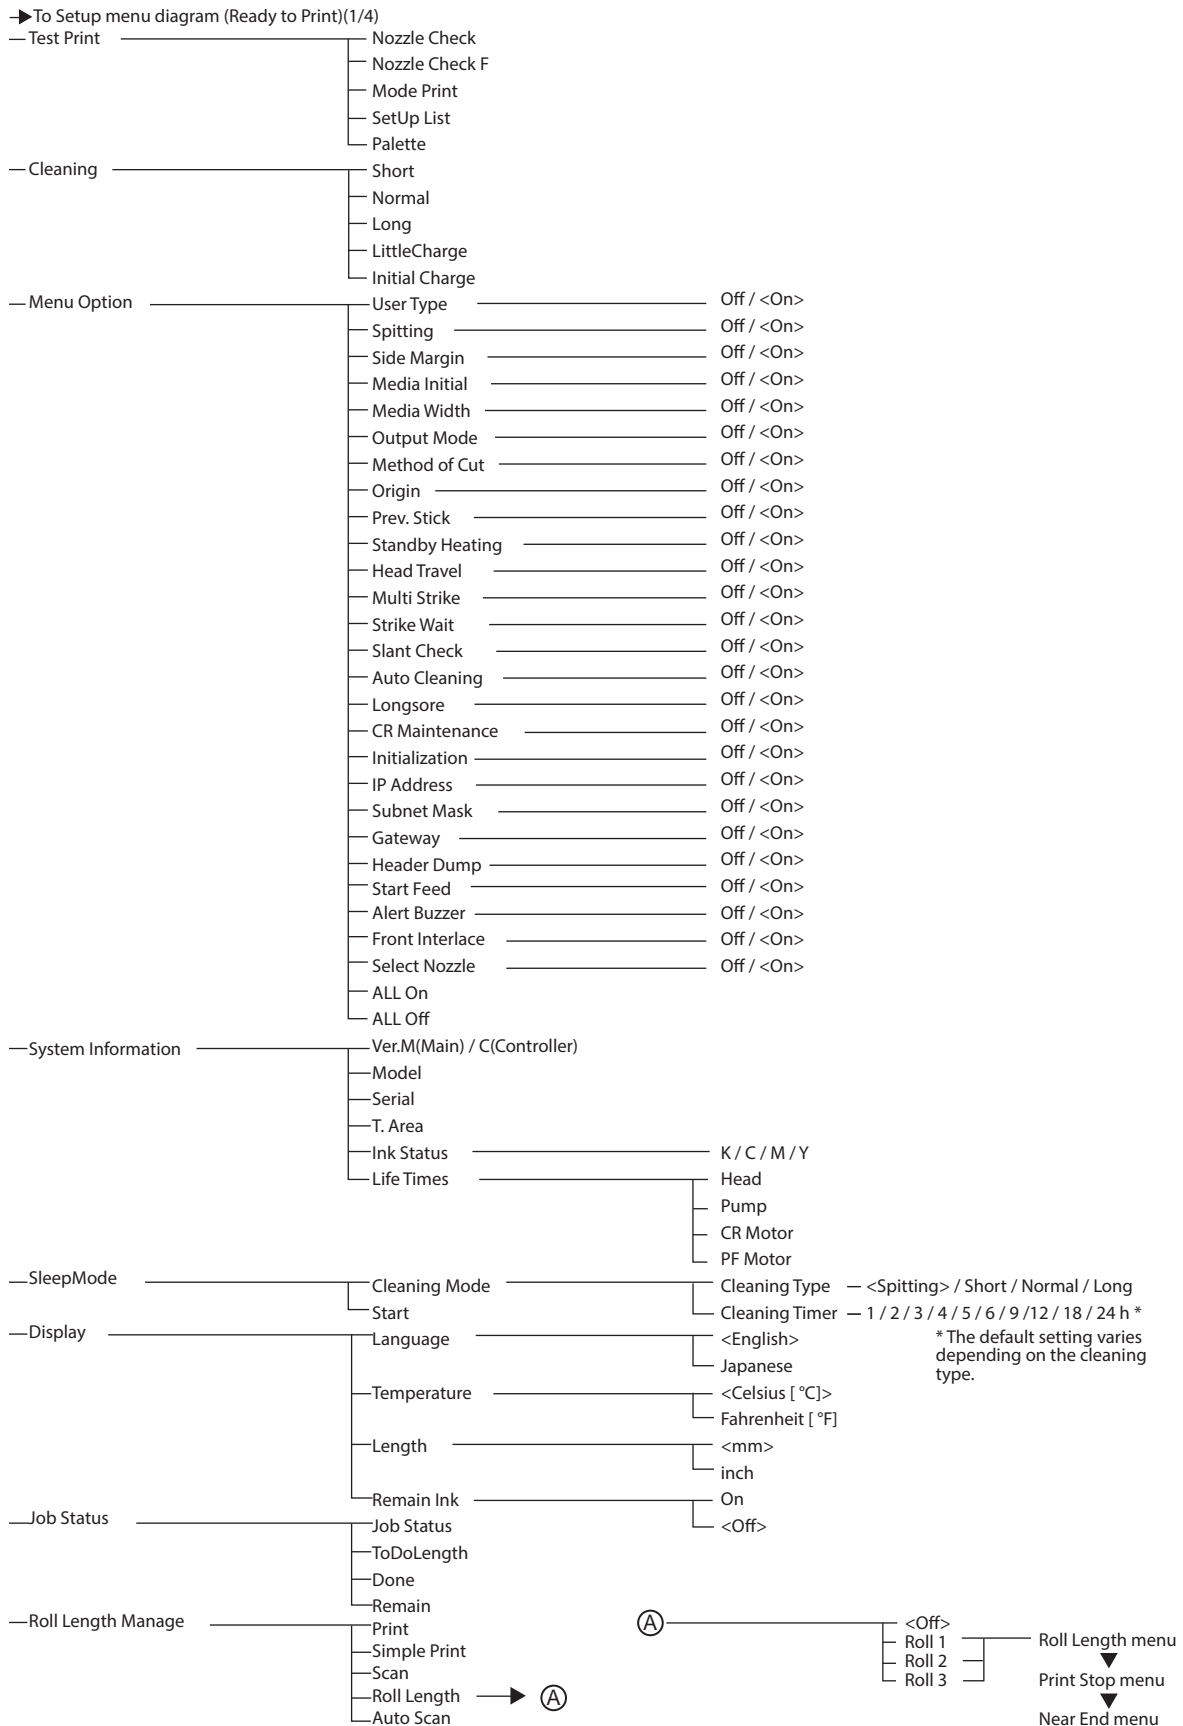 To Setup menu diagram (Ready to Print)(1/4)
Test Print Nozzle Check
Nozzle Check F
Mode Print
SetUp List
Palette
Cleaning Short
Normal
Long
LittleCharge
Initial Charge
Menu Option User Type Off / <On>
Spitting Off / <On>
Side Margin Off / <On>
Media Initial Off / <On>
Media Width Off / <On>
Output Mode Off / <On>
Method of Cut Off / <On>
Origin Off / <On>
Prev. Stick Off / <On>
Standby Heating Off / <On>
Head Travel Off / <On>
Multi Strike Off / <On>
Strike Wait Off / <On>
Slant Check Off / <On>
Auto Cleaning Off / <On>
Longsore Off / <On>
CR Maintenance Off / <On>
Initialization Off / <On>
IP Address Off / <On>
Subnet Mask Off / <On>
Gateway Off / <On>
Header Dump Off / <On>
Start Feed Off / <On>
Alert Buzzer Off / <On>
Front Interlace Off / <On>
Select Nozzle Off / <On>
ALL On
ALL Off
System Information Ver.M(Main) / C(Controller)
Model
Serial
T. Area
Ink Status K / C / M / Y
Life Times Head
Pump
CR Motor
PF Motor
SleepMode Cleaning Mode Cleaning Type <Spitting> / Short / Normal / Long
Start Cleaning Timer 1 / 2 / 3 / 4 / 5 / 6 / 9 /12 / 18 / 24 h *
* The default setting varies
depending on the cleaning
type.
Display Language <English>
Japanese
Temperature <Celsius [ °C]>
Fahrenheit [ °F]
Length <mm>
inch
Remain Ink On
<Off>
Job Status Job Status
ToDoLength
Done
Remain
Roll Length Manage Print
Simple Print
Scan
Roll Length A
Auto Scan
A <Off>
Roll 1 Roll Length menu
Roll 2
Roll 3 Print Stop menu
Near End menu